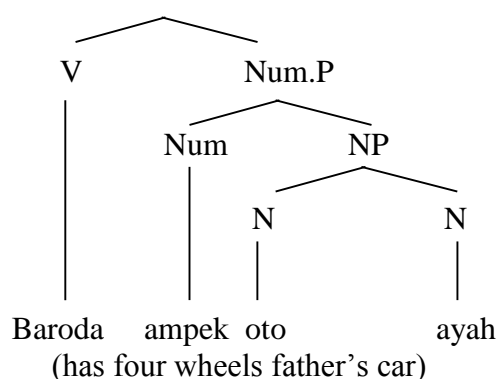 V Num.P
Num NP
N N
Baroda ampek oto ayah
(has four wheels father's car)